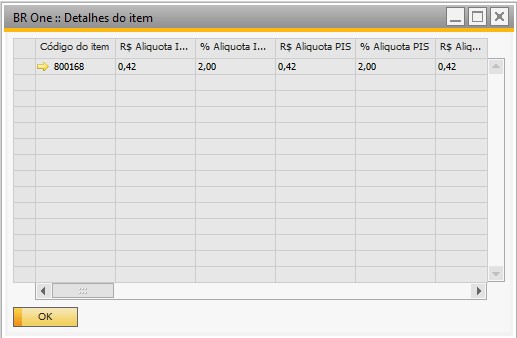 BR One :: Detalhes do item
Código do item R$ Aliquota I... % Aliquota I... R$ Aliquota PIS % Aliquota PIS R$ Aliq...
800168 0,42 2,00 0,42 2,00 0,42
OK